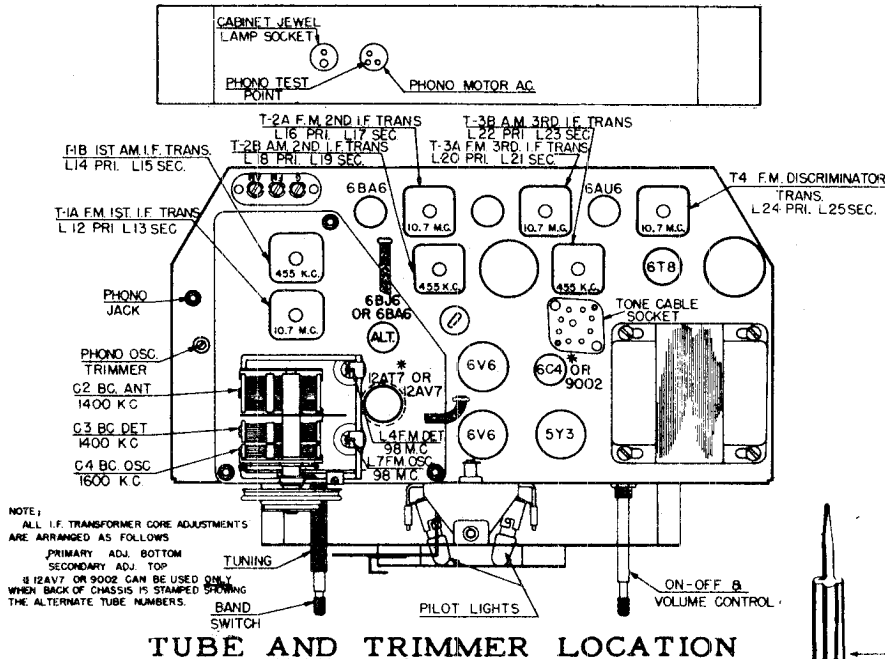 CABINET JEWEL
LAMP SOCKET
PHONO TEST
POINT
PHONO MOTOR A.C.
T-2A F.M. 2ND I.F. TRANS
L16 PRI. L17 SEC
T-3B A.M. 3RD I.F. TRANS
L22 PRI L23 SEC
T-1B 1ST AM. I.F. TRANS.
L14 PRI. L15 SEC.
T-2B AM. 2ND I.F. TRANS
L18 PRI. L19 SEC.
T-3A F.M. 3RD. I.F. TRANS
L20 PRI. L21 SEC.
T4 F.M. DISCRIMINATOR
TRANS.
L24 PRI. L25 SEC.
AM FM G
6BA6
6AU6
T-1A F.M. 1ST. I.F. TRANS
L12 PRI L13 SEC
10.7 M.C.
10.7 M.C.
10.7 M.C.
455 K.C.
455 K.C.
455 K.C.
6T8
PHONO
JACK
6BJ6
OR 6BA6
ALT.
TONE CABLE
SOCKET
10.7 M.C.
PHONO OSC.
TRIMMER
*
12AT7 OR
12AV7
6V6
6C4
* OR
9002
C2 BC. ANT
1400 KC
C3 BC DET
1400 KC
L4 F.M. DET
98 M.C
6V6
5Y3
C4 BC. OSC
1600 K.C.
L7 FM OSC.
98 M.C.
NOTE;
ALL I.F. TRANSFORMER CORE ADJUSTMENTS
ARE ARRANGED AS FOLLOWS
PRIMARY ADJ. BOTTOM
SECONDARY ADJ. TOP
12AV7 OR 9002 CAN BE USED ONLY
WHEN BACK OF CHASSIS IS STAMPED SHOWING
THE ALTERNATE TUBE NUMBERS.
TUNING
BAND
SWITCH
PILOT LIGHTS
ON-OFF &
VOLUME CONTROL
TUBE AND TRIMMER LOCATION